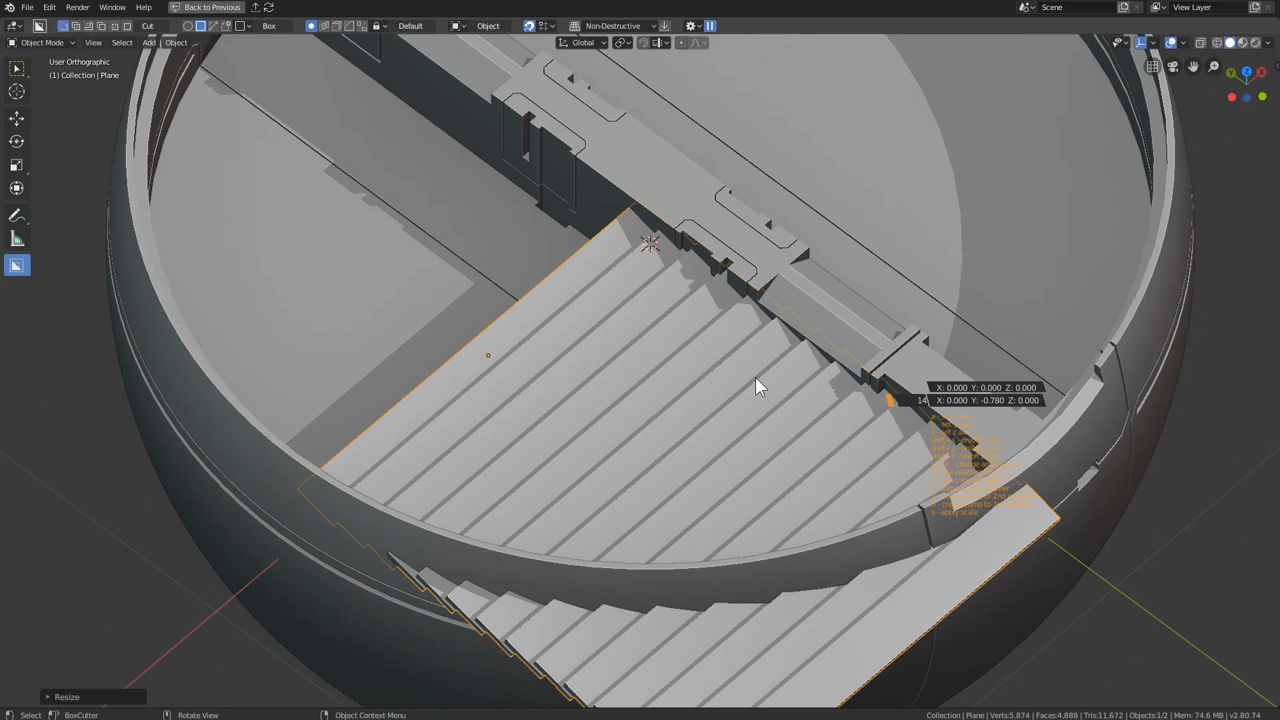 File Edit Render Window Help Back to Previous Scene View Layer
Cut Box Default Object Non-Destructive
Object Mode View Select Add Object Global
User Orthographic
(1) Collection | Plane
Y Z X
X: 0.000 Y: 0.000 Z: 0.000
14 X: 0.000 Y: -0.780 Z: 0.000
s - apply scale
Resize
Select BoxCutter Rotate View Object Context Menu Collection | Plane | Verts:5,874 | Faces:4,888 | Tris:11,672 | Objects:1/2 | Mem: 74.6 MB | v2.80.74